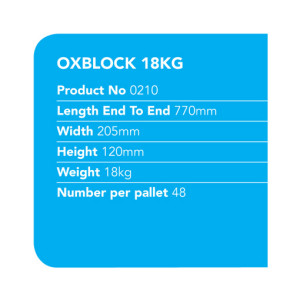 OXBLOCK 18KG
Product No 0210
Length End To End 770mm
Width 205mm
Height 120mm
Weight 18kg
Number per pallet 48